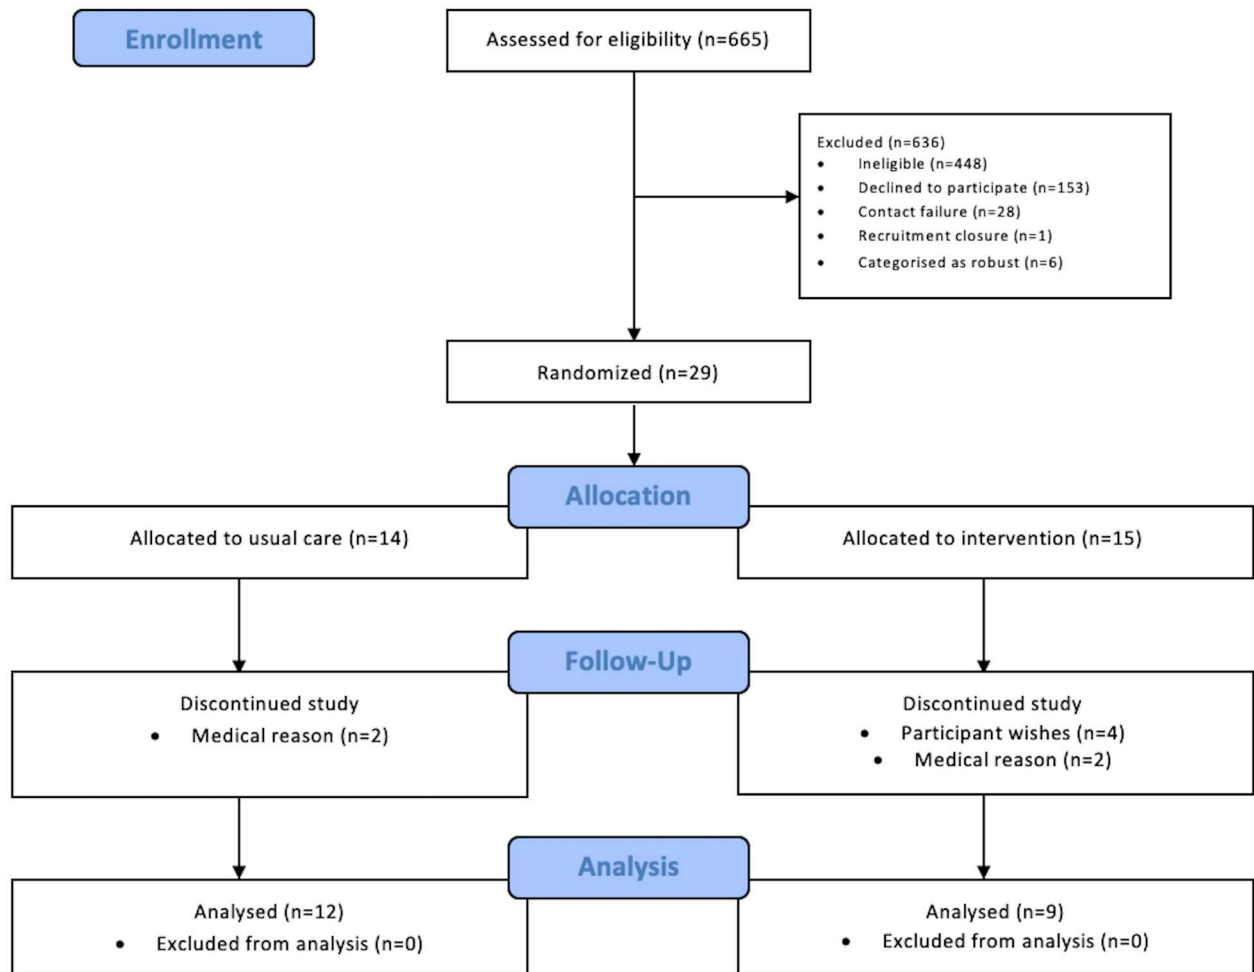 Enrollment
Assessed for eligibility (n=665)
Excluded (n=636)
• Ineligible (n=448)
• Declined to participate (n=153)
• Contact failure (n=28)
• Recruitment closure (n=1)
• Categorised as robust (n=6)
Randomized (n=29)
Allocation
Allocated to usual care (n=14)
Allocated to intervention (n=15)
Follow-Up
Discontinued study
• Medical reason (n=2)
Discontinued study
• Participant wishes (n=4)
• Medical reason (n=2)
Analysis
Analysed (n=12)
• Excluded from analysis (n=0)
Analysed (n=9)
• Excluded from analysis (n=0)